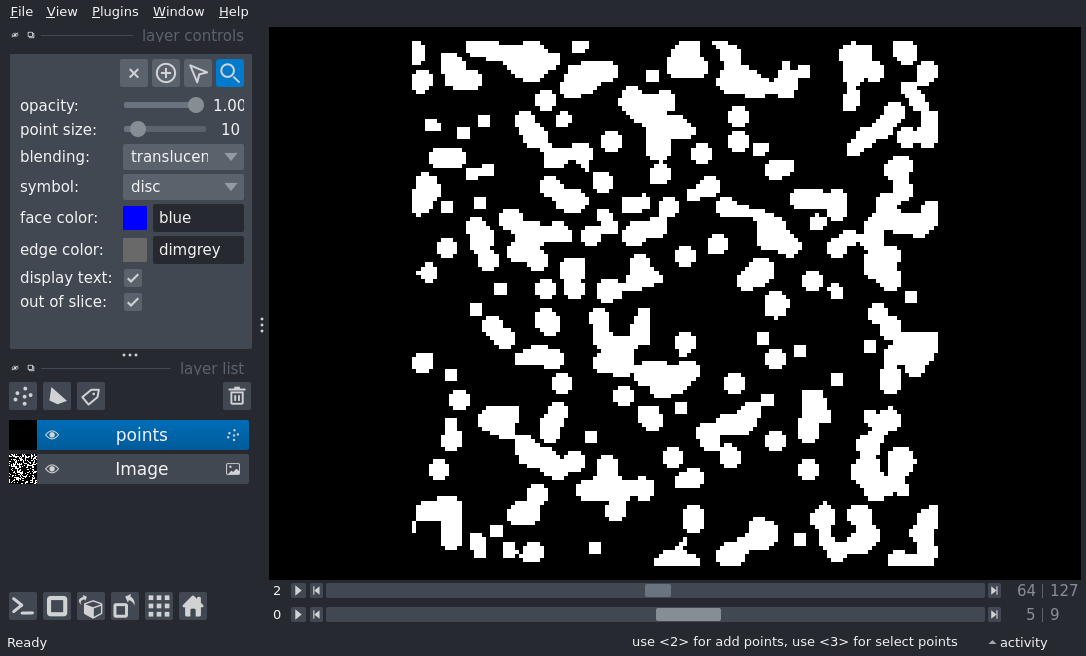 File View Plugins Window Help
layer controls
opacity: 1.00
point size: 10
blending: translucen
symbol: disc
face color: blue
edge color: dimgrey
display text:
out of slice:
layer list
points
Image
2 64 127
0 5 9
Ready use <2> for add points, use <3> for select points activity